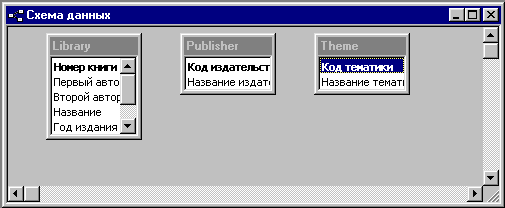 Схема данных
Library
Номер книги
Первый авто
Второй автор
Название
Год издания
Publisher
Код издательст
Название издате
Theme
Код тематики
Название темати